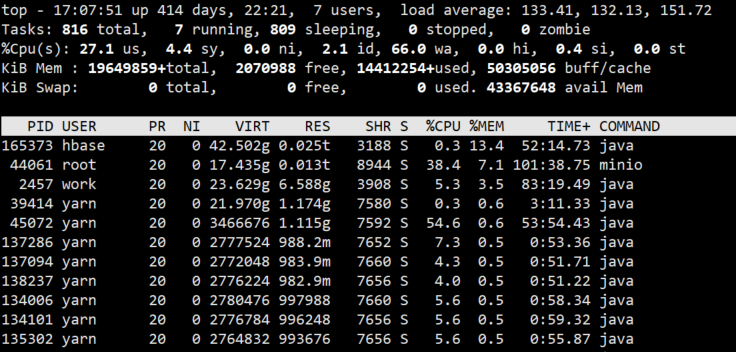 top - 17:07:51 up 414 days, 22:21,  7 users,  load average: 133.41, 132.13, 151.72
Tasks: 816 total,   7 running, 809 sleeping,   0 stopped,   0 zombie
%Cpu(s): 27.1 us,  4.4 sy,  0.0 ni,  2.1 id, 66.0 wa,  0.0 hi,  0.4 si,  0.0 st
KiB Mem : 19649859+total,  2070988 free, 14412254+used, 50305056 buff/cache
KiB Swap:        0 total,        0 free,        0 used. 43367648 avail Mem
PID USER      PR  NI    VIRT    RES    SHR S  %CPU %MEM     TIME+ COMMAND
165373 hbase     20   0 42.502g 0.025t   3188 S   0.3 13.4  52:14.73 java
44061 root      20   0 17.435g 0.013t   8944 S  38.4  7.1 101:38.75 minio
2457 work      20   0 23.629g 6.588g   3908 S   5.3  3.5  83:19.49 java
39414 yarn      20   0 21.970g 1.174g   7580 S   0.3  0.6   3:11.33 java
45072 yarn      20   0 3466676 1.115g   7592 S  54.6  0.6  53:54.43 java
137286 yarn      20   0 2777524 988.2m   7652 S   7.3  0.5   0:53.36 java
137094 yarn      20   0 2772048 983.9m   7660 S   4.3  0.5   0:51.71 java
138237 yarn      20   0 2776224 982.9m   7656 S   4.0  0.5   0:51.22 java
134006 yarn      20   0 2780476 997988   7660 S   5.6  0.5   0:58.34 java
134101 yarn      20   0 2776784 996248   7656 S   5.6  0.5   0:59.32 java
135302 yarn      20   0 2764832 993676   7656 S   5.6  0.5   0:55.87 java